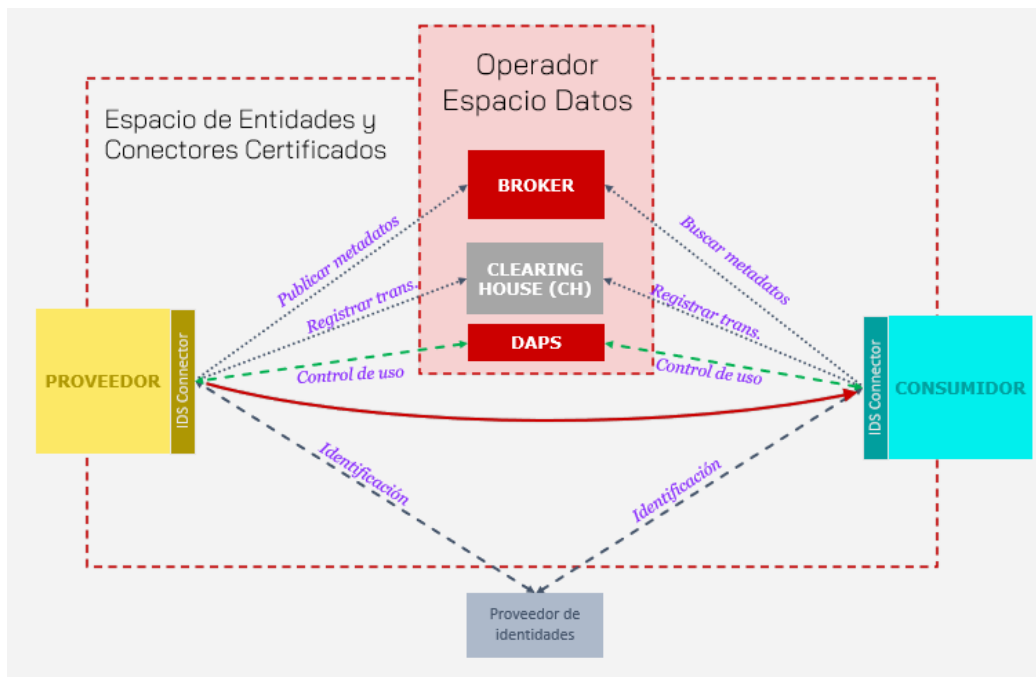 Operador
Espacio Datos
Espacio de Entidades y
Conectores Certificados
BROKER
Publicar metadatos
Buscar metadatos
CLEARING
HOUSE (CH)
Registrar trans.
Registrar trans.
DAPS
Control de uso
Control de uso
PROVEEDOR
IDS Connector
IDS Connector
CONSUMIDOR
Identificación
Identificación
Proveedor de
identidades